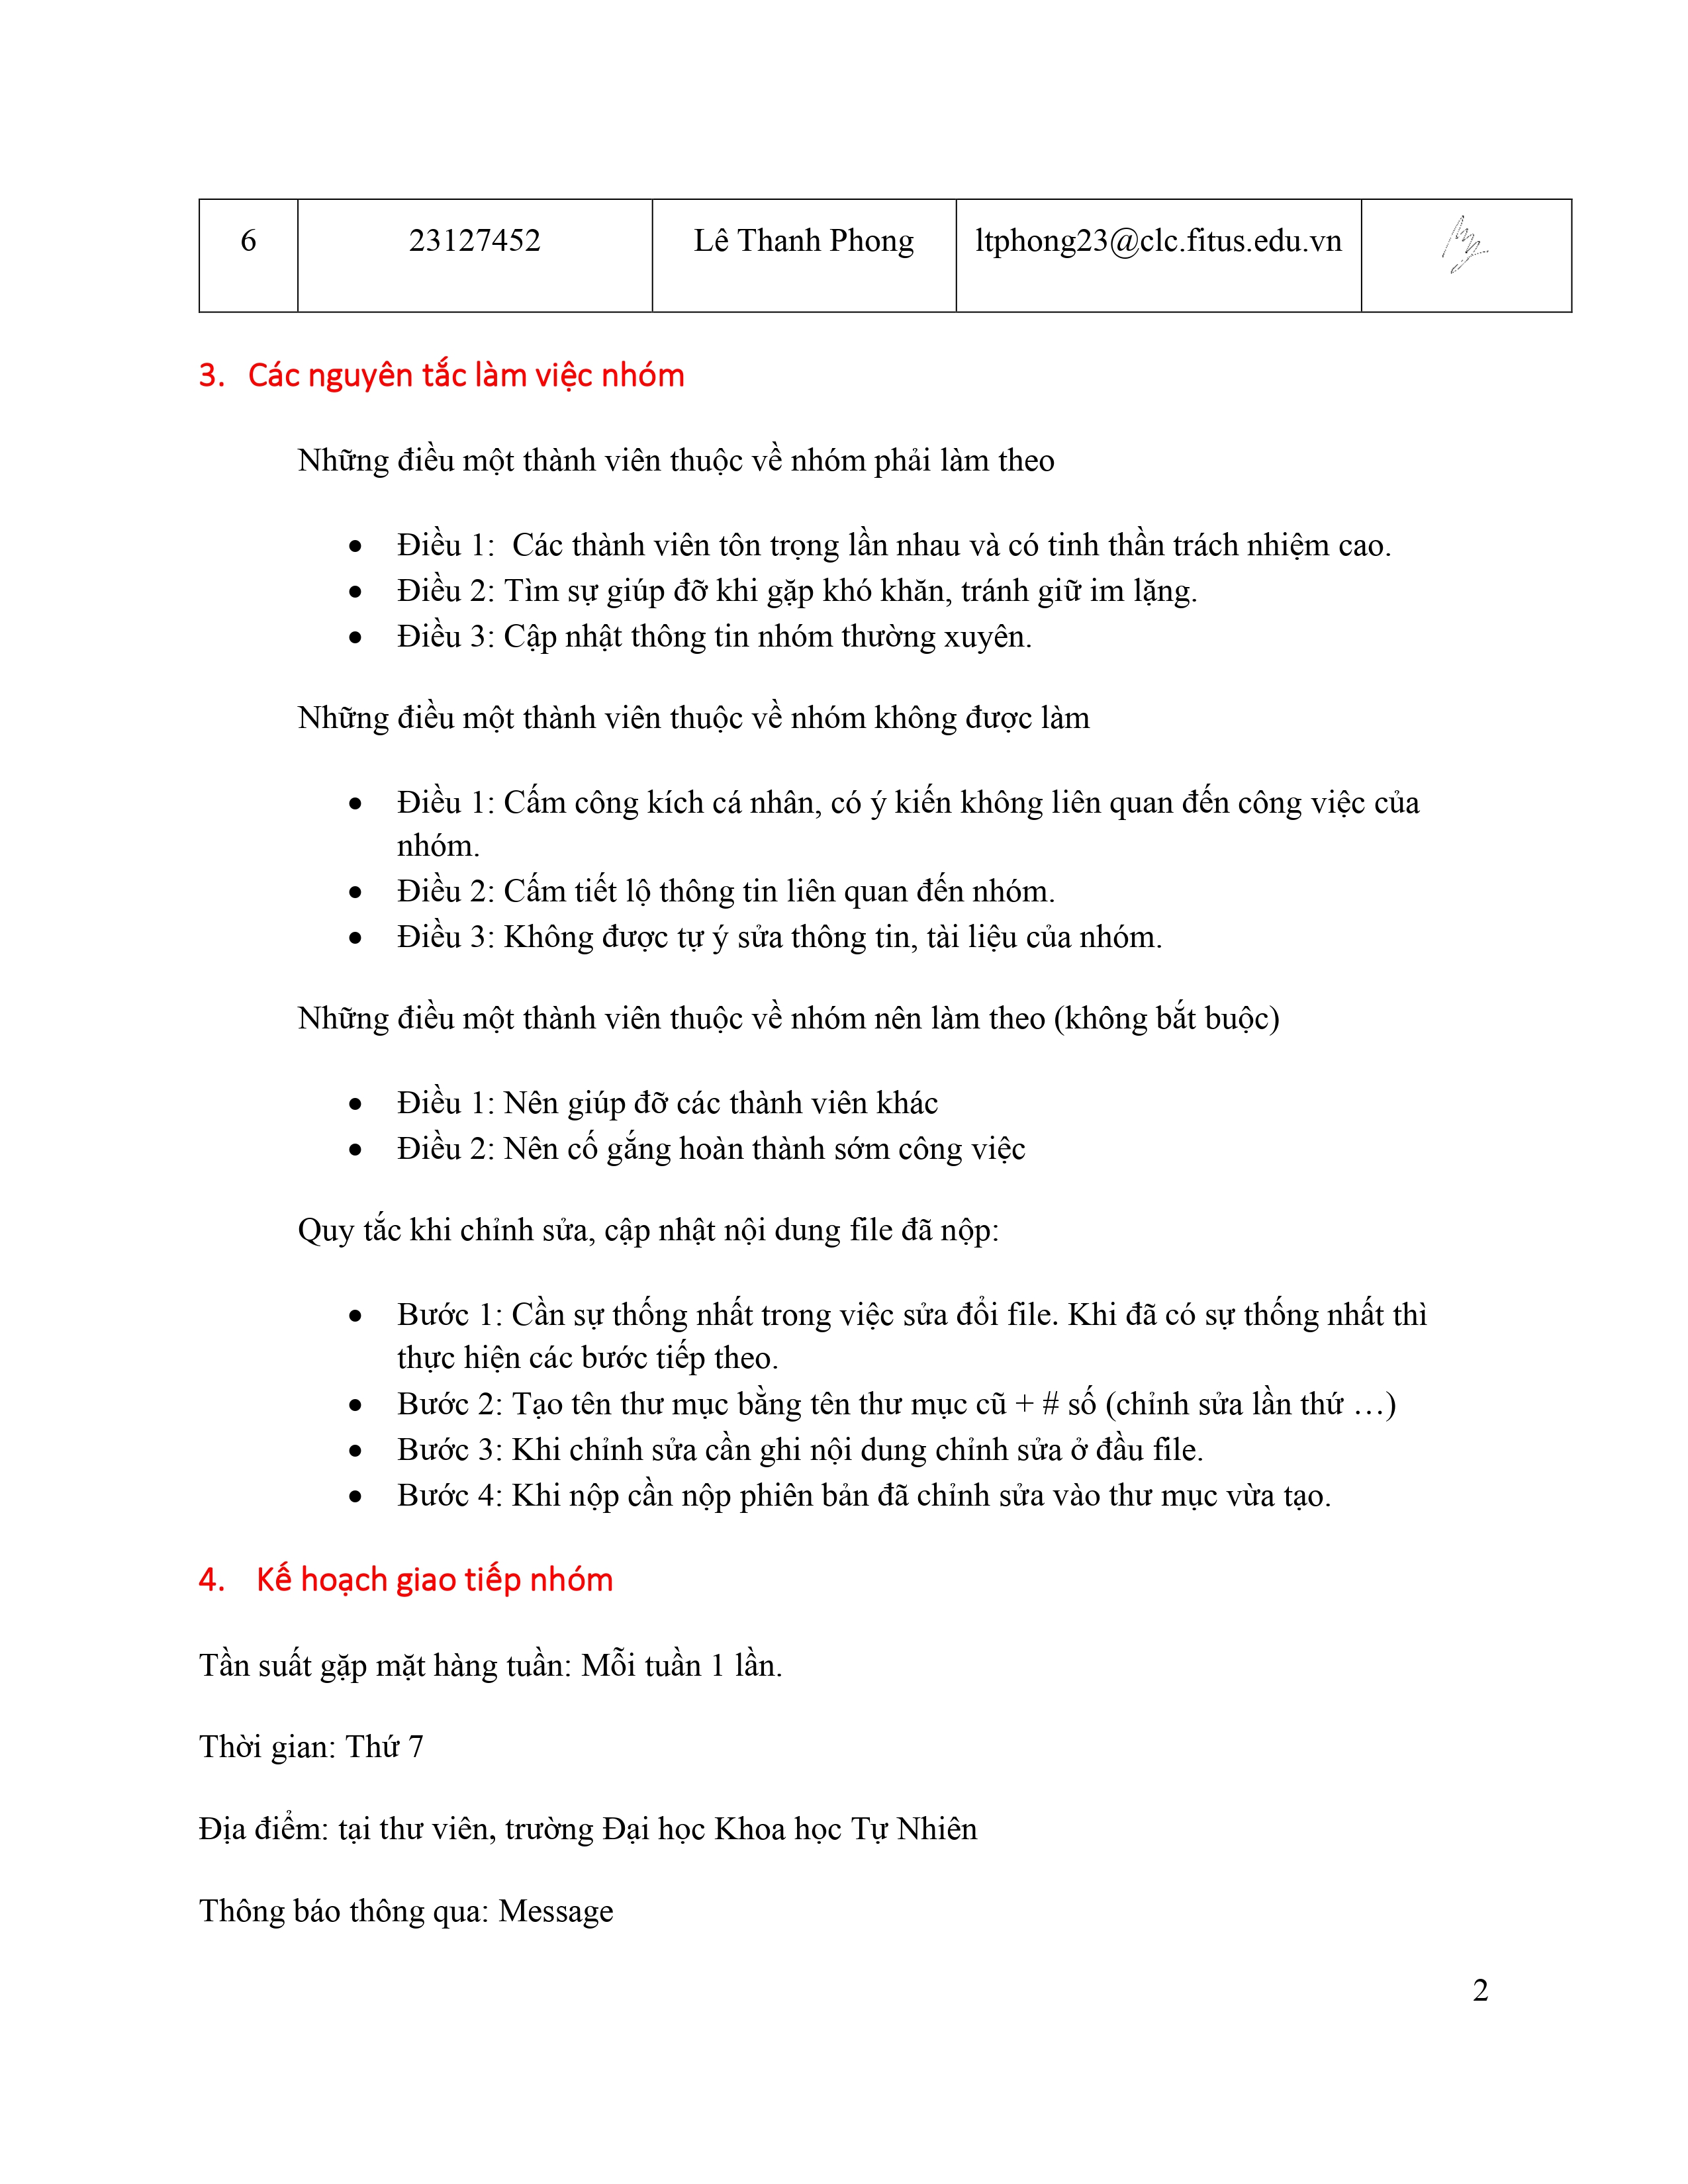 6 23127452 Lê Thanh Phong ltphong23@clc.fitus.edu.vn
3. Các nguyên tắc làm việc nhóm
Những điều một thành viên thuộc về nhóm phải làm theo
• Điều 1: Các thành viên tôn trọng lẫn nhau và có tinh thần trách nhiệm cao.
• Điều 2: Tìm sự giúp đỡ khi gặp khó khăn, tránh giữ im lặng.
• Điều 3: Cập nhật thông tin nhóm thường xuyên.
Những điều một thành viên thuộc về nhóm không được làm
• Điều 1: Cấm công kích cá nhân, có ý kiến không liên quan đến công việc của
nhóm.
• Điều 2: Cấm tiết lộ thông tin liên quan đến nhóm.
• Điều 3: Không được tự ý sửa thông tin, tài liệu của nhóm.
Những điều một thành viên thuộc về nhóm nên làm theo (không bắt buộc)
• Điều 1: Nên giúp đỡ các thành viên khác
• Điều 2: Nên cố gắng hoàn thành sớm công việc
Quy tắc khi chỉnh sửa, cập nhật nội dung file đã nộp:
• Bước 1: Cần sự thống nhất trong việc sửa đổi file. Khi đã có sự thống nhất thì
thực hiện các bước tiếp theo.
• Bước 2: Tạo tên thư mục bằng tên thư mục cũ + # số (chỉnh sửa lần thứ …)
• Bước 3: Khi chỉnh sửa cần ghi nội dung chỉnh sửa ở đầu file.
• Bước 4: Khi nộp cần nộp phiên bản đã chỉnh sửa vào thư mục vừa tạo.
4. Kế hoạch giao tiếp nhóm
Tần suất gặp mặt hàng tuần: Mỗi tuần 1 lần.
Thời gian: Thứ 7
Địa điểm: tại thư viên, trường Đại học Khoa học Tự Nhiên
Thông báo thông qua: Message
2